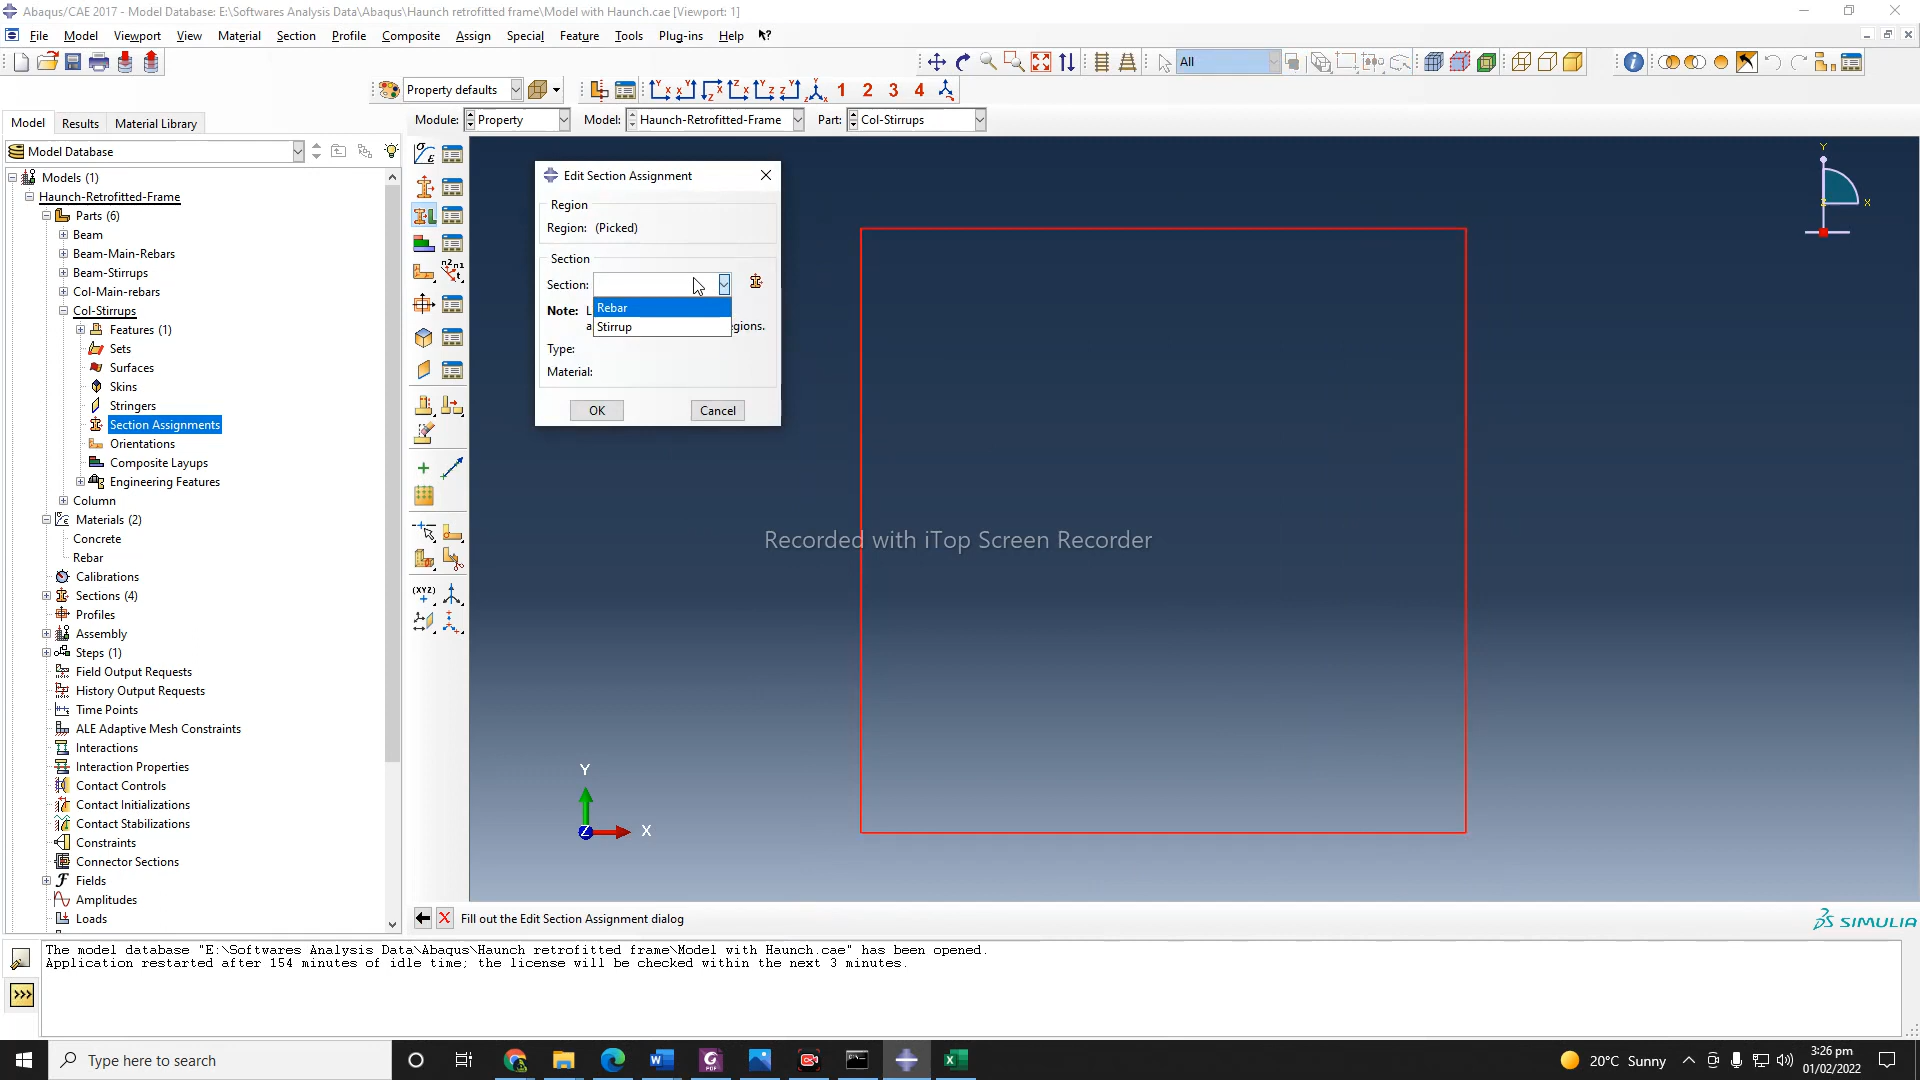 Abaqus/CAE 2017 - Model Database: E:\Softwares Analysis Data\Abaqus\Haunch retrofitted frame\Model with Haunch.cae [Viewport: 1]
File Model Viewport View Material Section Profile Composite Assign Special Feature Tools Plug-ins Help
All
Property defaults
1 2 3 4
Model Results Material Library
Module: Property Model: Haunch-Retrofitted-Frame Part: Col-Stirrups
Model Database
Models (1)
Haunch-Retrofitted-Frame
Parts (6)
Beam
Beam-Main-Rebars
Beam-Stirrups
Col-Main-rebars
Col-Stirrups
Features (1)
Sets
Surfaces
Skins
Stringers
Section Assignments
Orientations
Composite Layups
Engineering Features
Column
Materials (2)
Concrete
Rebar
Calibrations
Sections (4)
Profiles
Assembly
Steps (1)
Field Output Requests
History Output Requests
Time Points
ALE Adaptive Mesh Constraints
Interactions
Interaction Properties
Contact Controls
Contact Initializations
Contact Stabilizations
Constraints
Connector Sections
Fields
Amplitudes
Loads
Edit Section Assignment
Region
Region: (Picked)
Section
Section:
Rebar
Stirrup
Note: L
a
egions.
Type:
Material:
OK Cancel
Y
X
Z
Recorded with iTop Screen Recorder
Y
Z
X
Fill out the Edit Section Assignment dialog
SIMULIA
The model database "E:\Softwares Analysis Data\Abaqus\Haunch retrofitted frame\Model with Haunch.cae" has been opened.
Application restarted after 154 minutes of idle time; the license will be checked within the next 3 minutes.
Type here to search
20°C Sunny
3:26 pm
01/02/2022